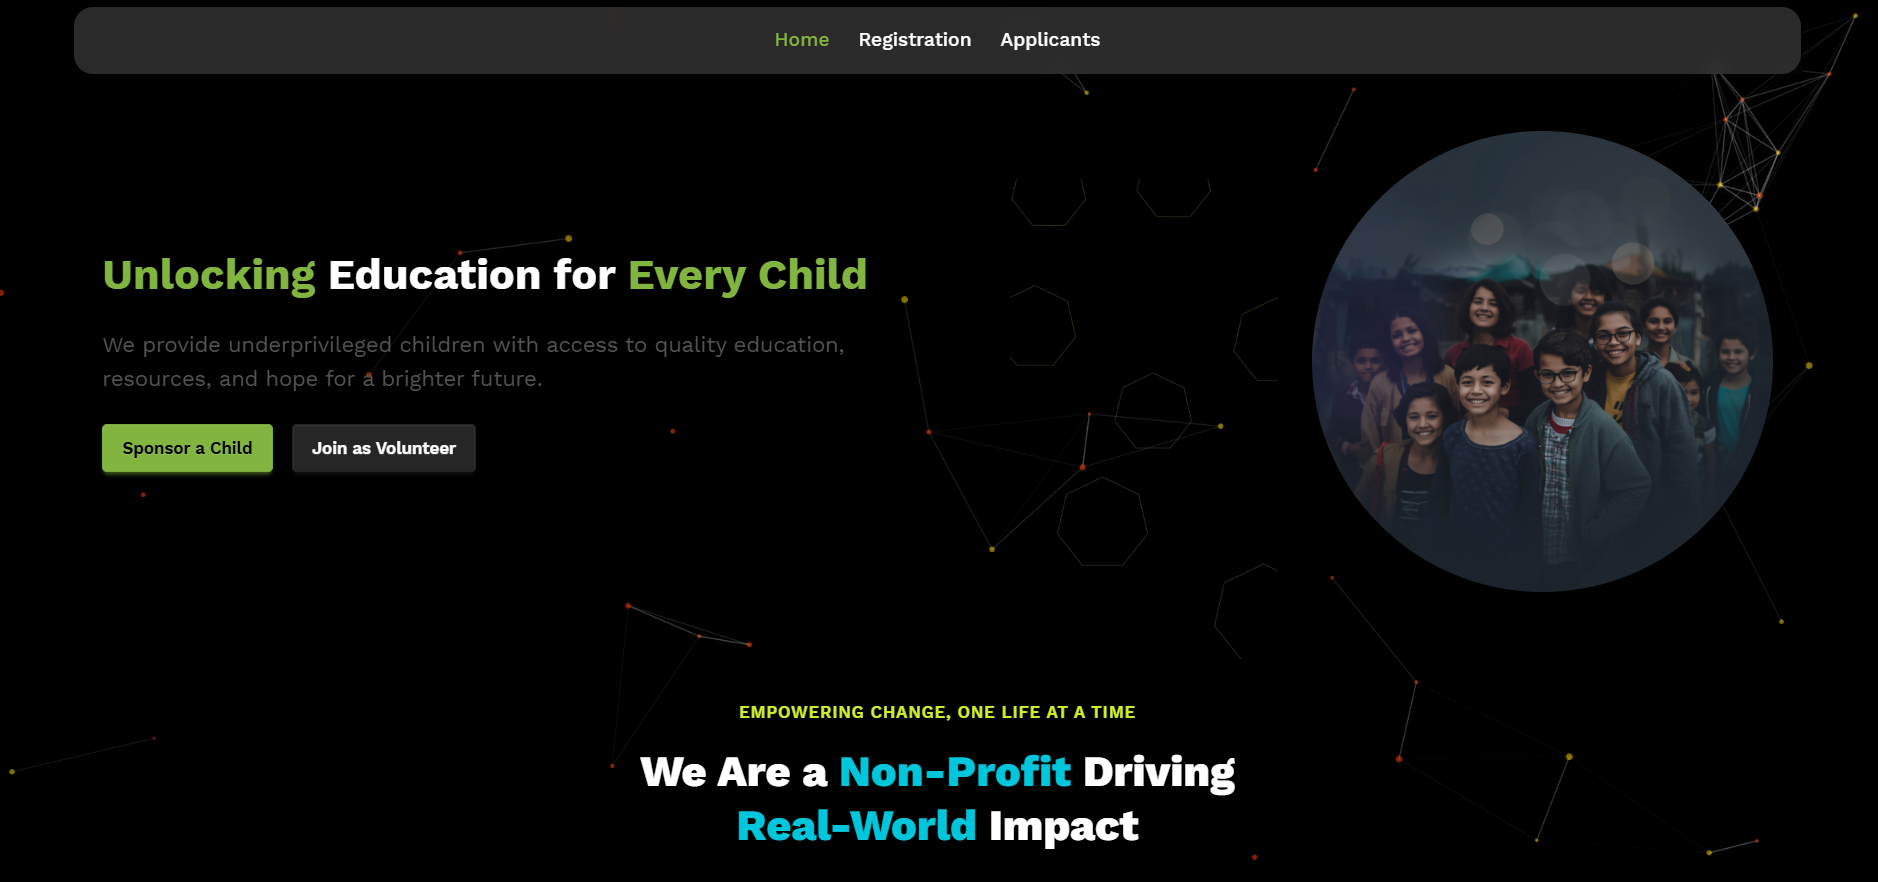 Home Registration Applicants
Unlocking Education for Every Child
We provide underprivileged children with access to quality education,
resources, and hope for a brighter future.
Sponsor a Child Join as Volunteer
EMPOWERING CHANGE, ONE LIFE AT A TIME
We Are a Non-Profit Driving
Real-World Impact